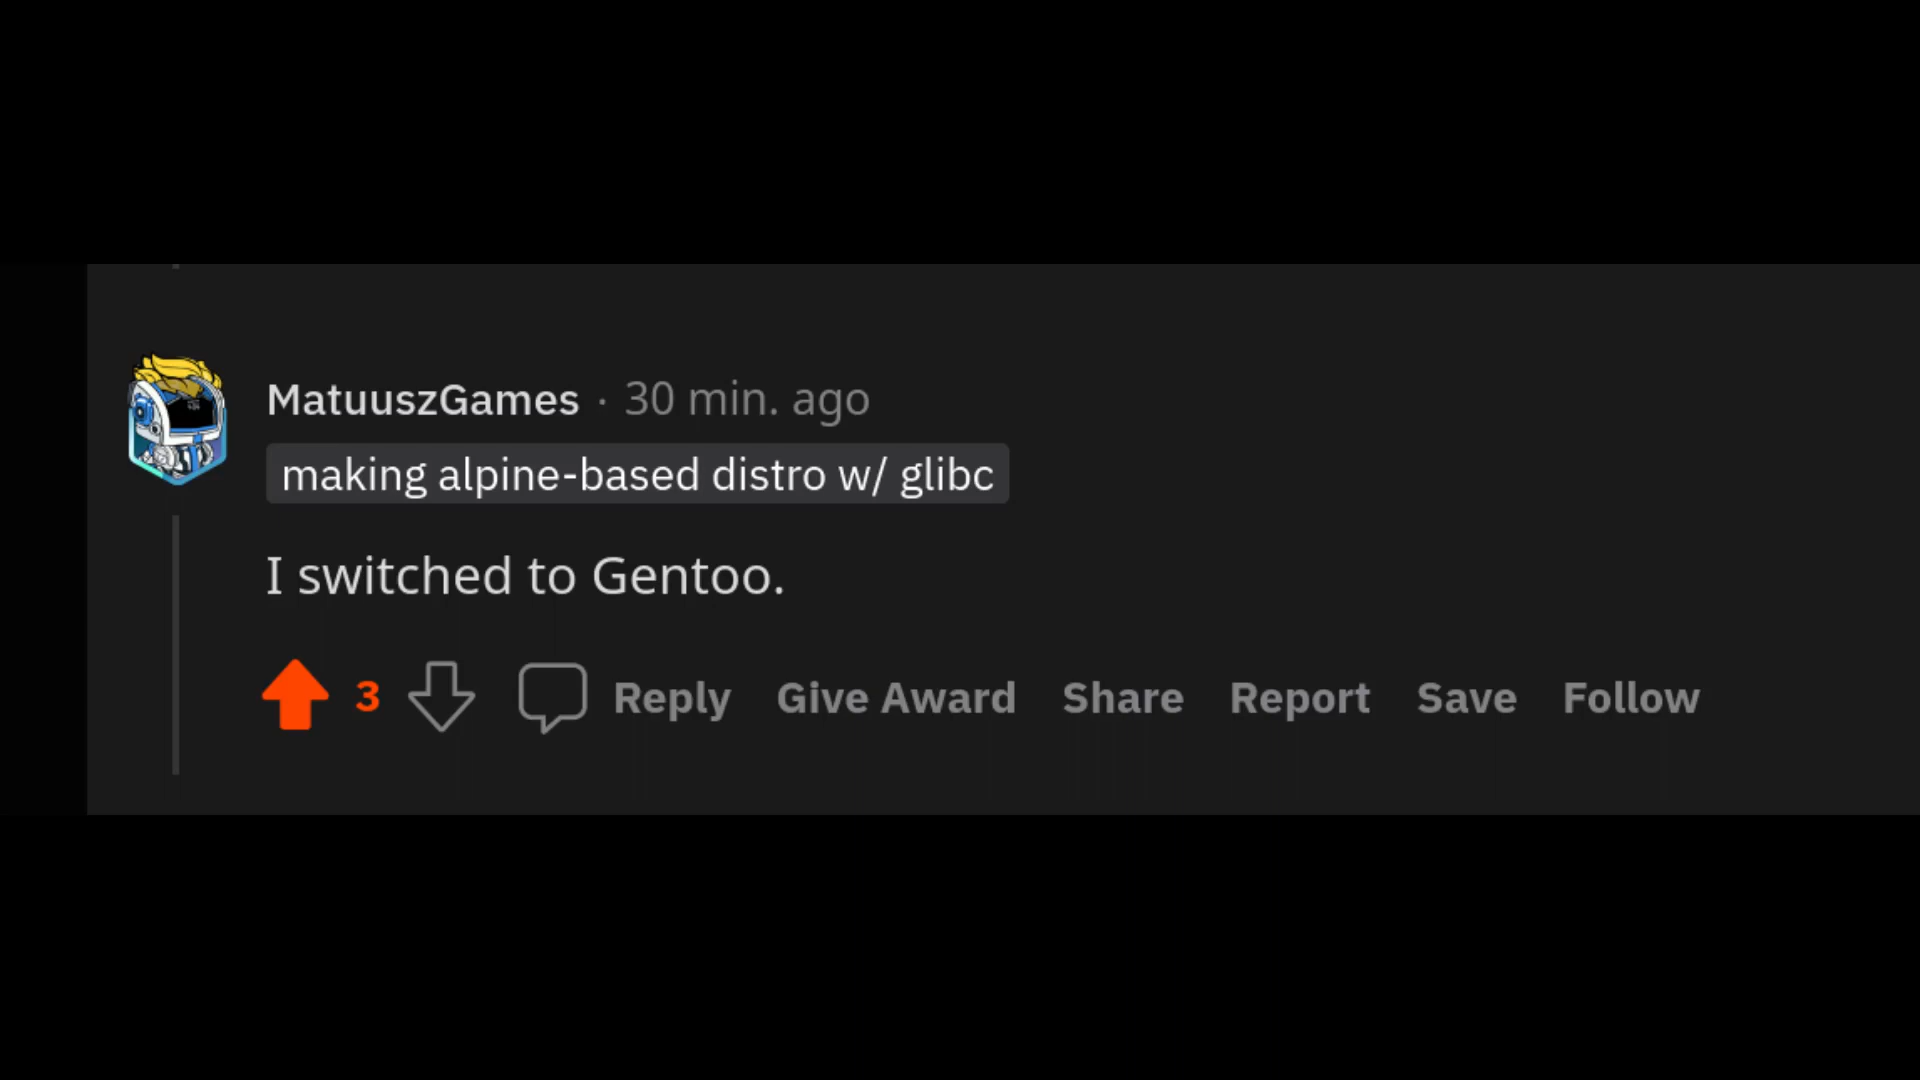 MatuuszGames · 30 min. ago
making alpine-based distro w/ glibc
I switched to Gentoo.
3 Reply Give Award Share Report Save Follow